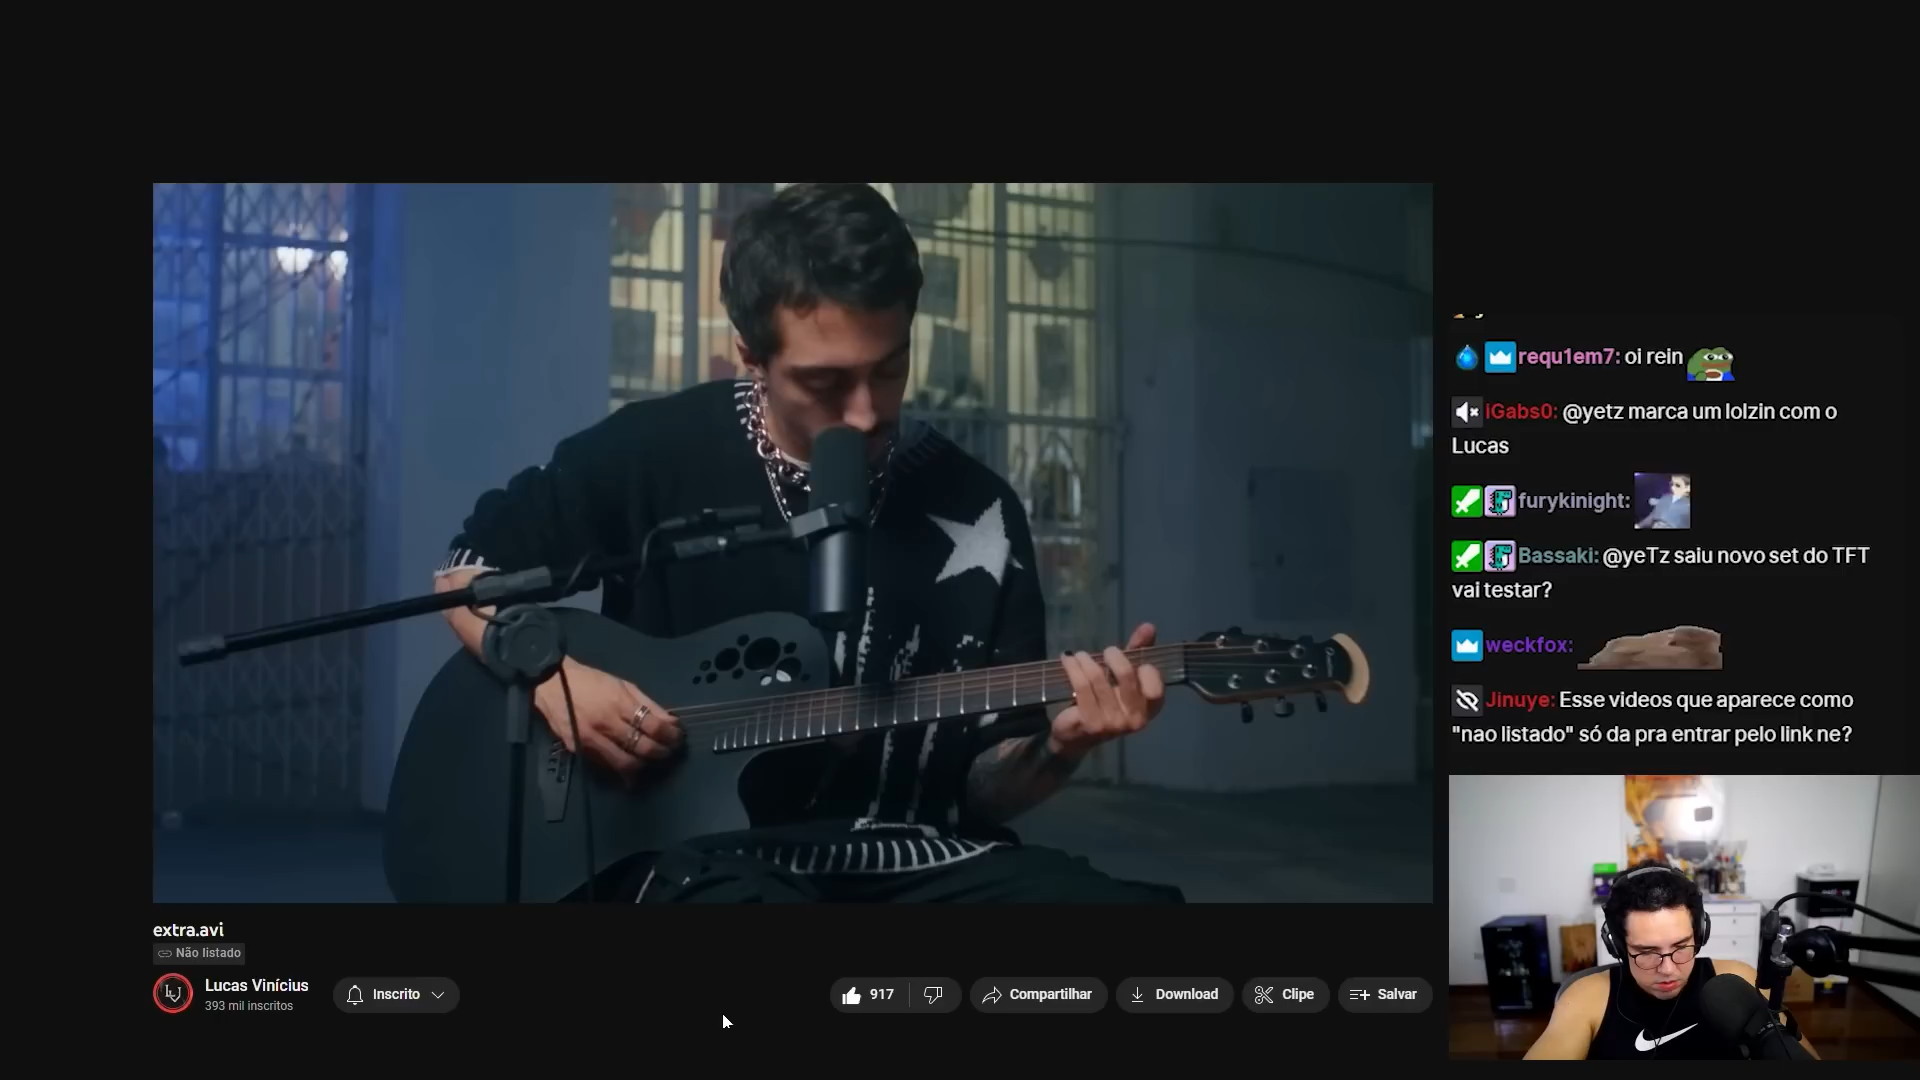 requ1em7: oi rein
iGabs0: @yetz marca um lolzin com o
Lucas
furykinight:
Bassaki: @yeTz saiu novo set do TFT
vai testar?
weckfox:
Jinuye: Esse videos que aparece como
"nao listado" só da pra entrar pelo link ne?
extra.avi
Não listado
Lucas Vinícius
393 mil inscritos
Inscrito
917
Compartilhar
Download
Clipe
Salvar